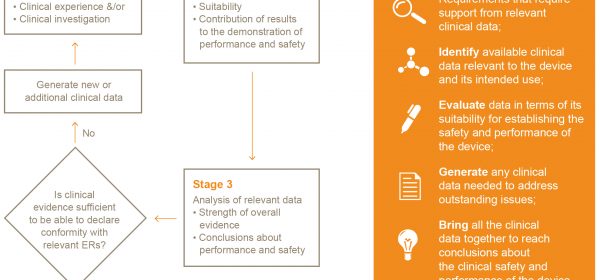 • Clinical experience &/or
• Clinical investigation
Generate new or
additional clinical data
No
Is clinical
evidence sufficient
to be able to declare
conformity with
relevant ERs?
• Suitability
• Contribution of results
to the demonstration of
performance and safety
Stage 3
Analysis of relevant data
• Strength of overall
evidence
• Conclusions about
performance and safety
Requirements that require
support from relevant
clinical data;
Identify available clinical
data relevant to the device
and its intended use;
Evaluate data in terms of its
suitability for establishing the
safety and performance of
the device;
Generate any clinical
data needed to address
outstanding issues;
Bring all the clinical
data together to reach
conclusions about
the clinical safety and
performance of the device